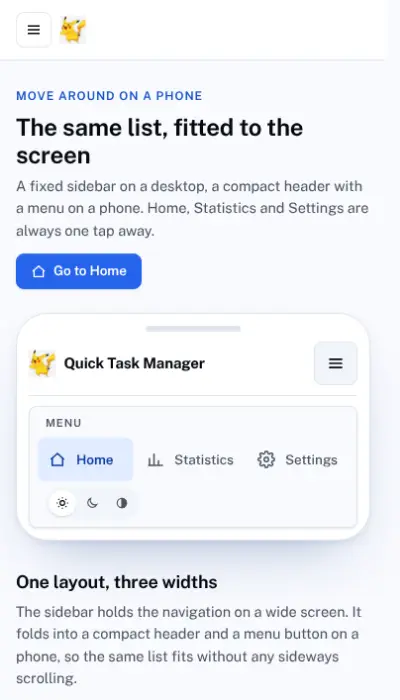 MOVE AROUND ON A PHONE
The same list, fitted to the
screen
A fixed sidebar on a desktop, a compact header with
a menu on a phone. Home, Statistics and Settings are
always one tap away.
Go to Home
Quick Task Manager
MENU
Home Statistics Settings
One layout, three widths
The sidebar holds the navigation on a wide screen. It
folds into a compact header and a menu button on a
phone, so the same list fits without any sideways
scrolling.